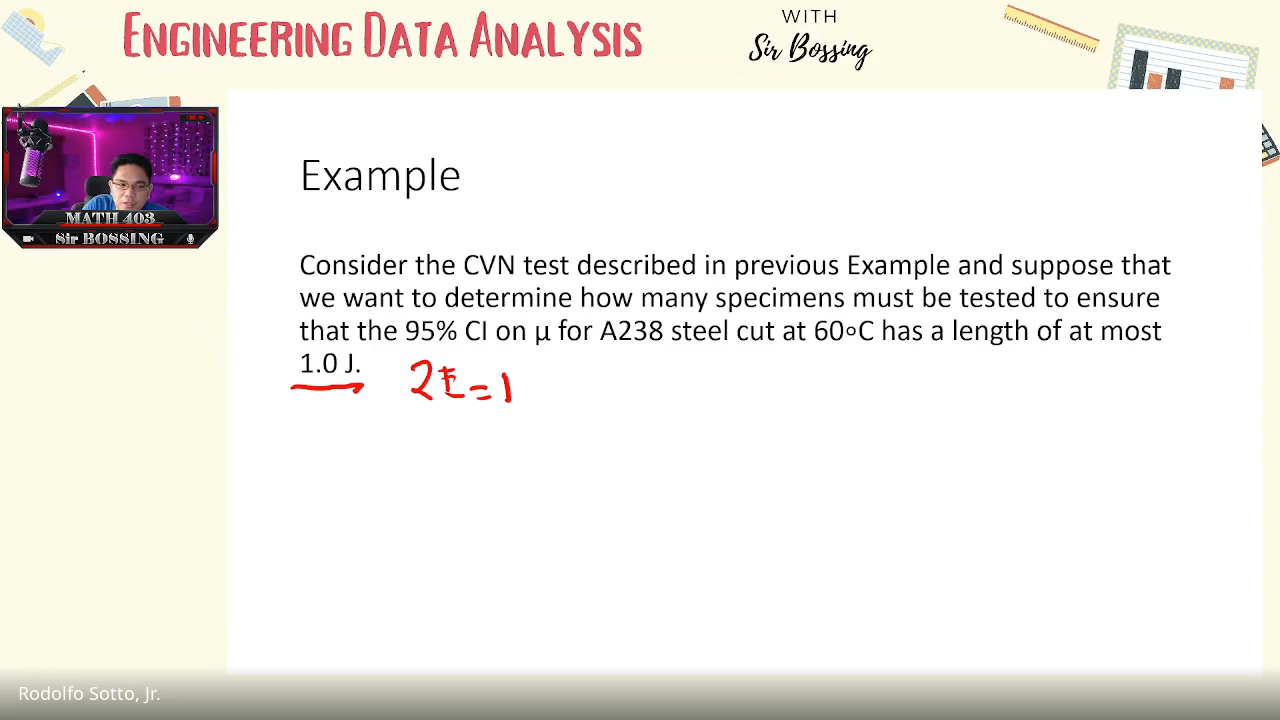 ENGINEERING DATA ANALYSIS
WITH
Sir Bossing
MATH 403
Sir BOSSING
Example
Consider the CVN test described in previous Example and suppose that
we want to determine how many specimens must be tested to ensure
that the 95% CI on μ for A238 steel cut at 60∘C has a length of at most
1.0 J.
2E=1
Rodolfo Sotto, Jr.